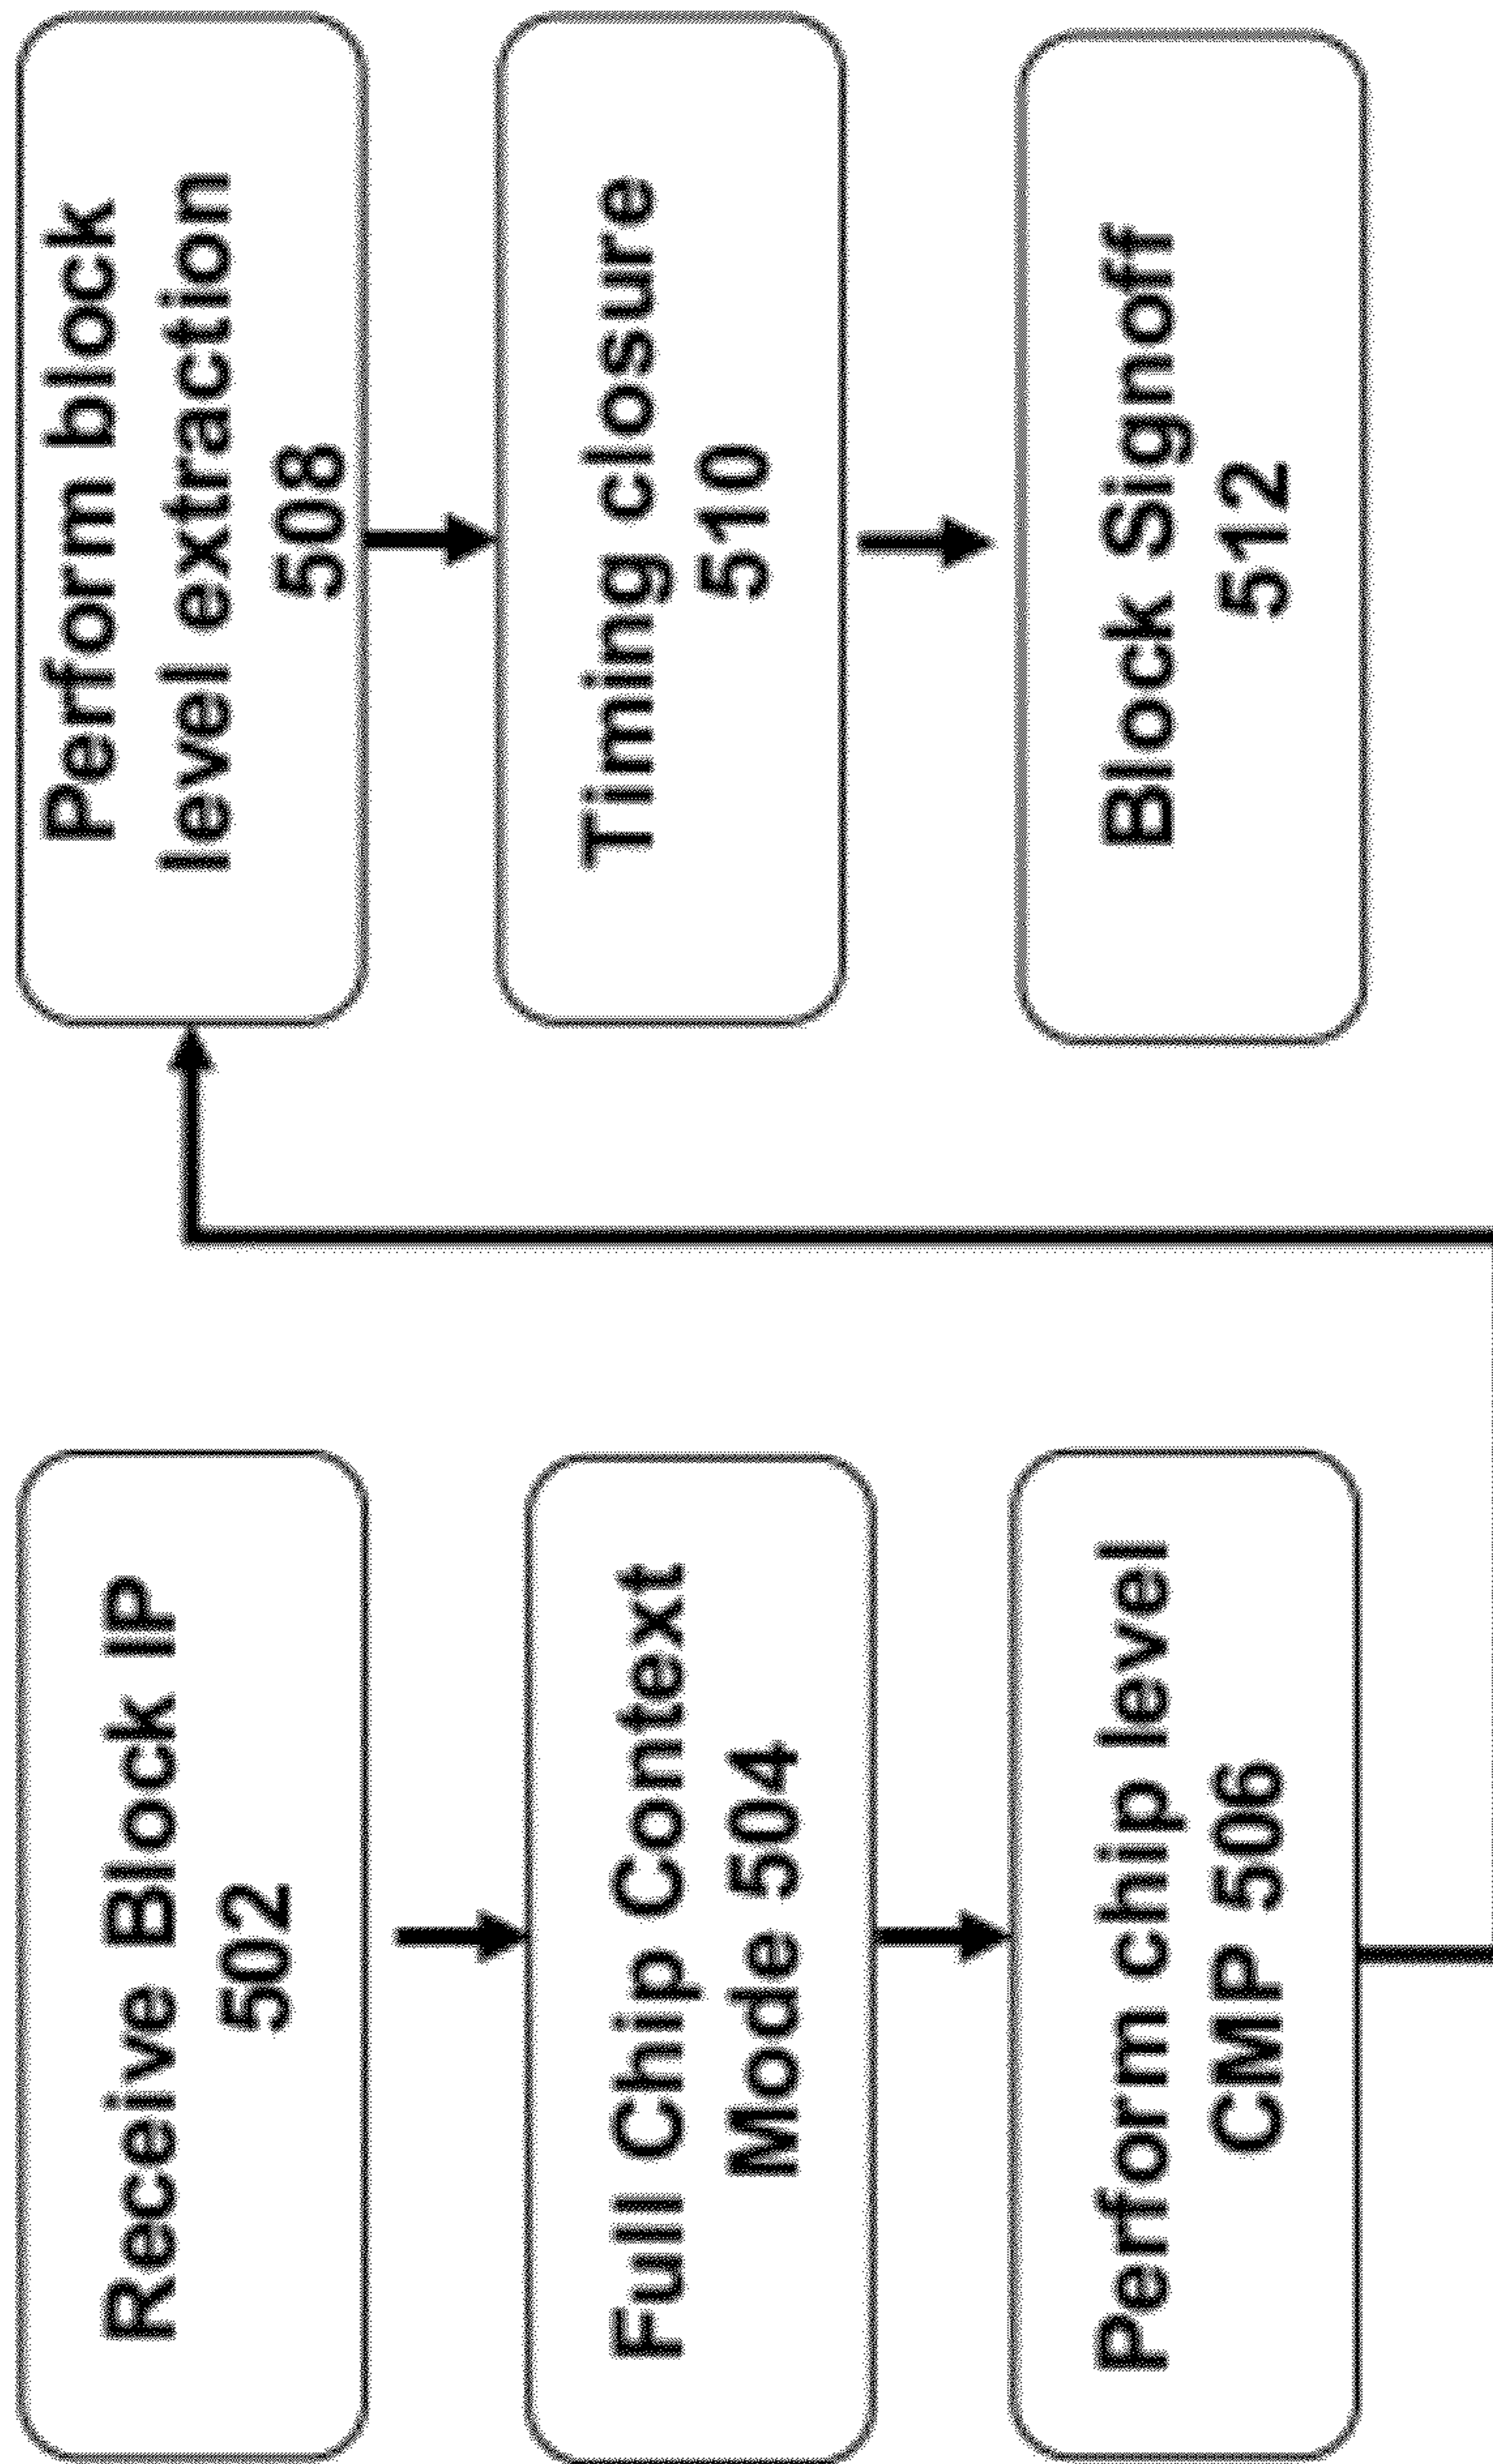 Receive Block IP
502
Full Chip Context
Mode 504
Perform chip level
CMP 506
Perform block
level extraction
508
Timing closure
510
Block Signoff
512